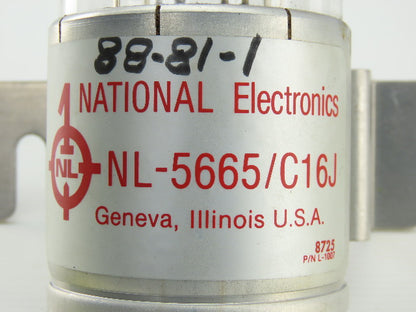 88-81-1
NATIONAL Electronics
NL
NL-5665/C16J
Geneva, Illinois U.S.A.
8725
P/N L-1007